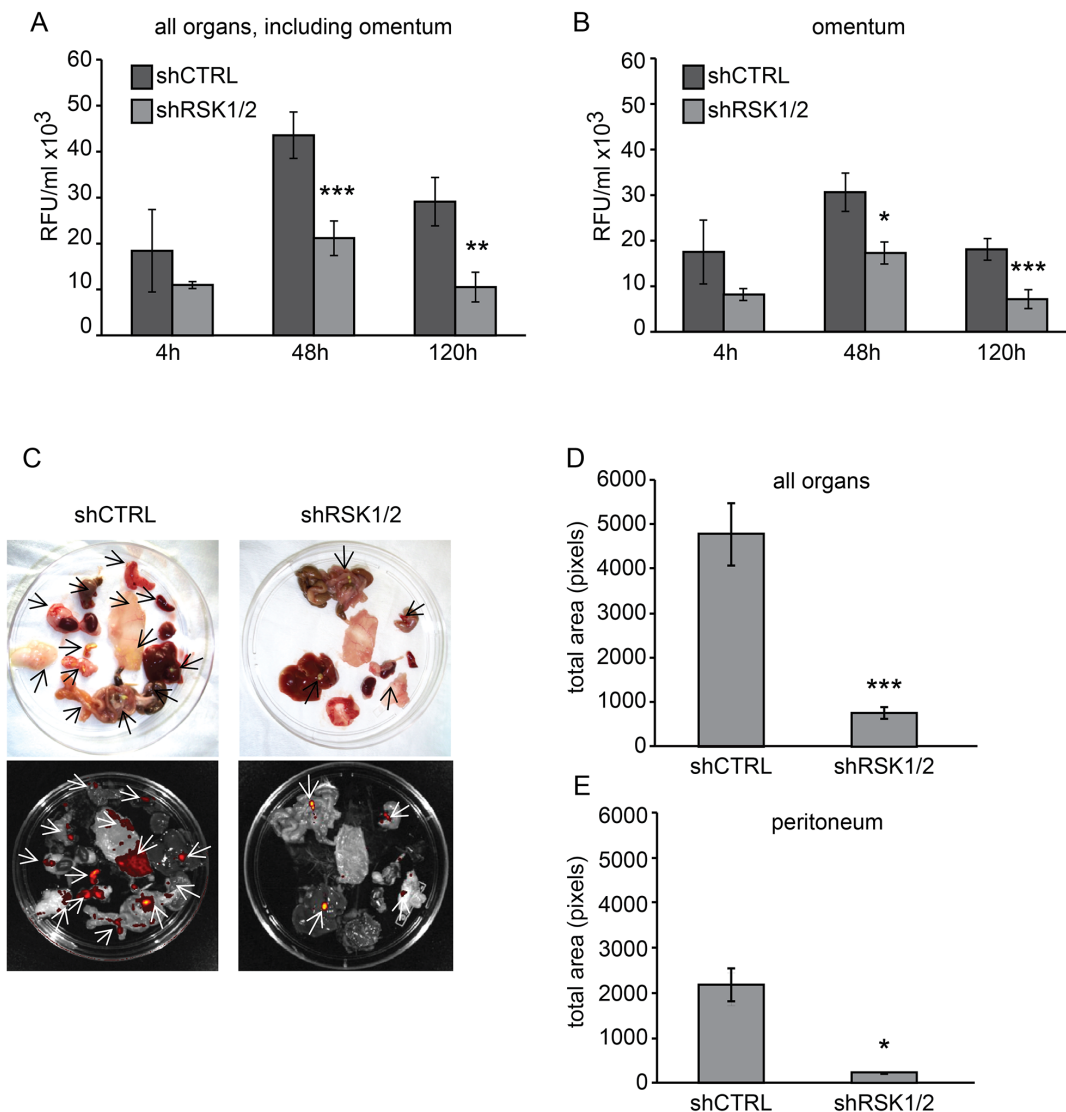 A
all organs, including omentum
RFU/ml x10³
60
50
40
30
20
10
0
shCTRL
shRSK1/2
***
**
4h
48h
120h
B
omentum
RFU/ml x10³
60
50
40
30
20
10
0
shCTRL
shRSK1/2
*
***
4h
48h
120h
C
shCTRL
shRSK1/2
D
all organs
total area (pixels)
6000
5000
4000
3000
2000
1000
0
***
shCTRL
shRSK1/2
E
peritoneum
total area (pixels)
6000
5000
4000
3000
2000
1000
0
*
shCTRL
shRSK1/2